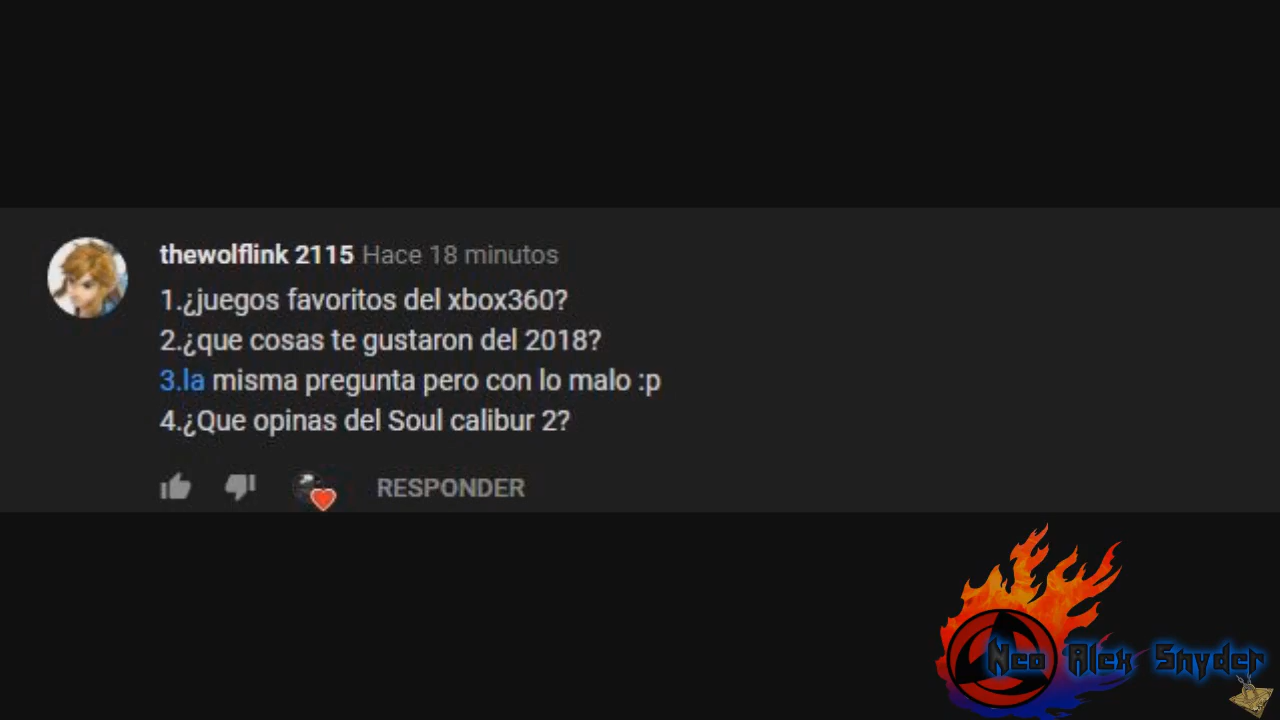 thewolflink 2115 Hace 18 minutos
1.¿juegos favoritos del xbox360?
2.¿que cosas te gustaron del 2018?
3.la misma pregunta pero con lo malo :p
4.¿Que opinas del Soul calibur 2?
RESPONDER
Neo Alex Snyder